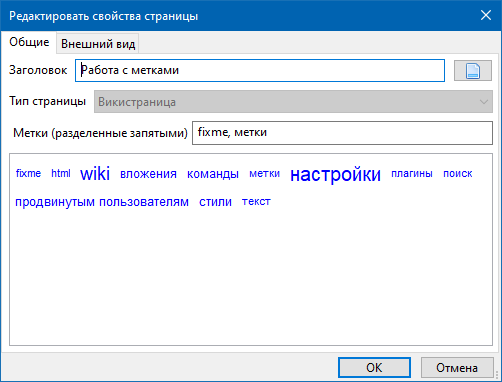 Редактировать свойства страницы
Общие Внешний вид
Заголовок Работа с метками
Тип страницы Викистраница
Метки (разделенные запятыми) fixme, метки
fixme html wiki вложения команды метки настройки плагины поиск
продвинутым пользователям стили текст
OK Отмена